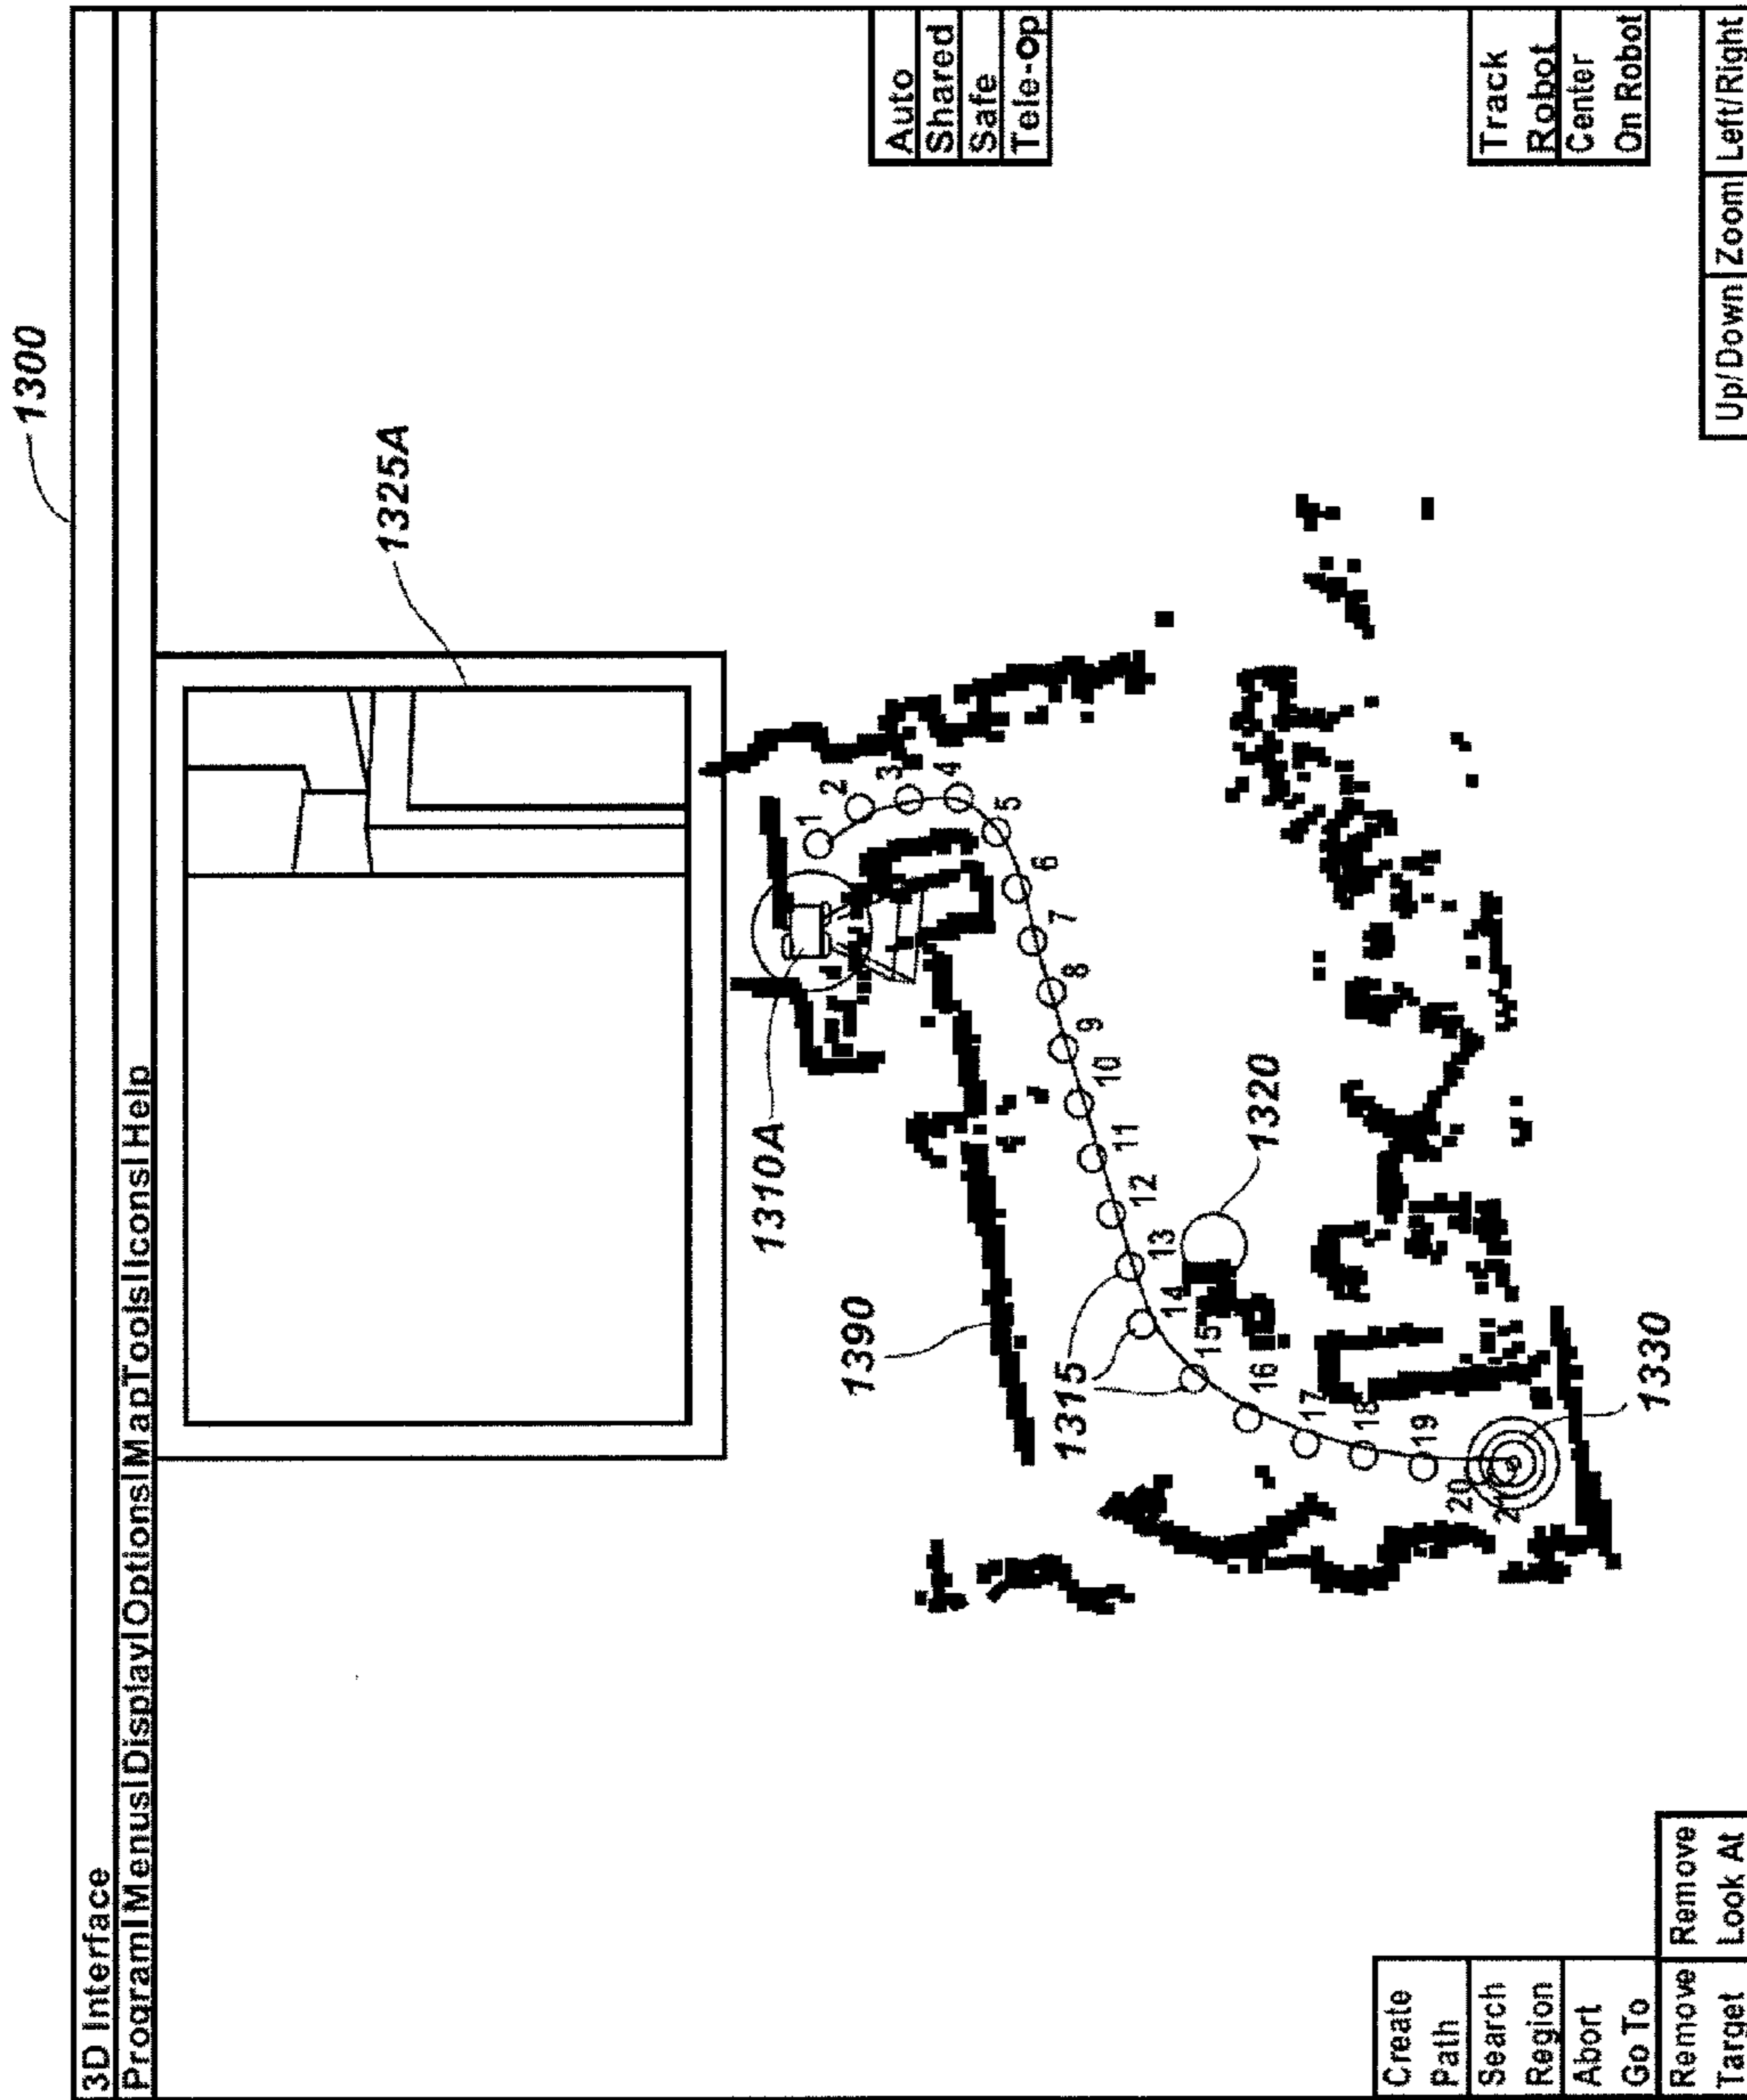 1300
3D Interface
Program|Menus|Display|Options|MapTools|Icons|Help
1325A
1310A
1
2
3
4
5
6
7
8
9
10
11
12
13
14
15
16
17
18
19
20
21
1390
1315
1320
1330
Auto
Shared
Safe
Tele-Op
Track
Robot
Center
On Robot
Create
Path
Search
Region
Abort
Go To
Remove Remove
Target Look At
Up/Down|Zoom|Left/Right